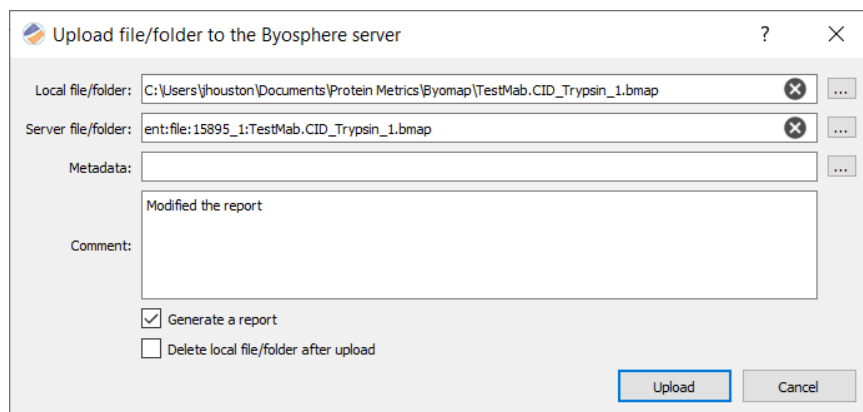 Upload file/folder to the Byosphere server ?
Local file/folder: C:\Users\jhouston\Documents\Protein Metrics\Byomap\TestMab.CID_Trypsin_1.bmap ...
Server file/folder: ent:file:15895_1:TestMab.CID_Trypsin_1.bmap ...
Metadata: ...
Modified the report
Comment:
Generate a report
Delete local file/folder after upload
Upload Cancel